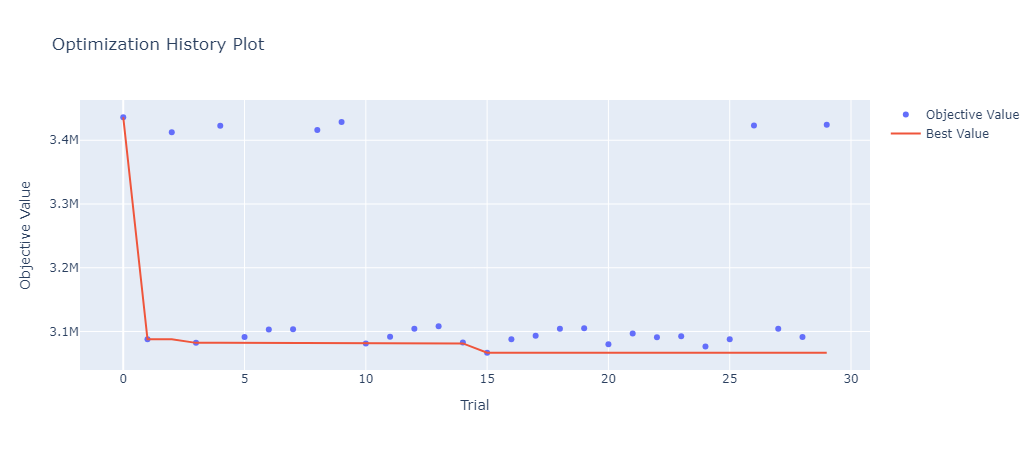 Optimization History Plot
Objective Value
Best Value
3.4M
3.3M
3.2M
3.1M
Objective Value
0 5 10 15 20 25 30
Trial